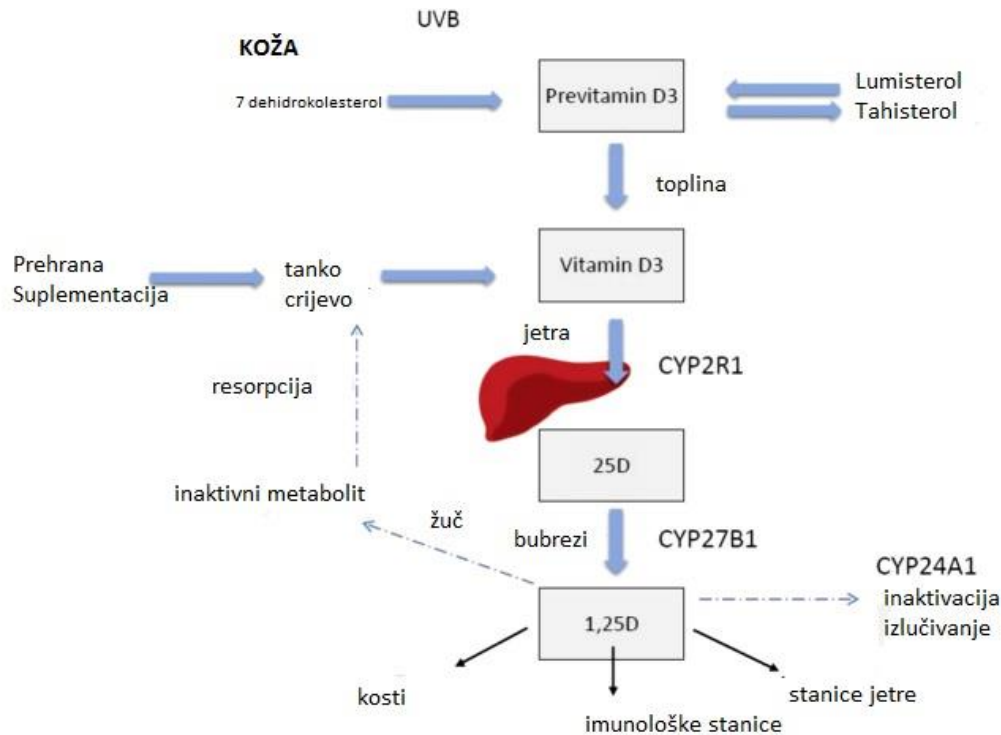 UVB
KOŽA
7 dehidrokolesterol
Previtamin D3
Lumisterol
Tahisterol
toplina
Prehrana
Suplementacija
tanko
crijevo
Vitamin D3
jetra
CYP2R1
resorpcija
25D
inaktivni metabolit
žuč
bubrezi
CYP27B1
CYP24A1
inaktivacija
izlučivanje
1,25D
kosti
imunološke stanice
stanice jetre